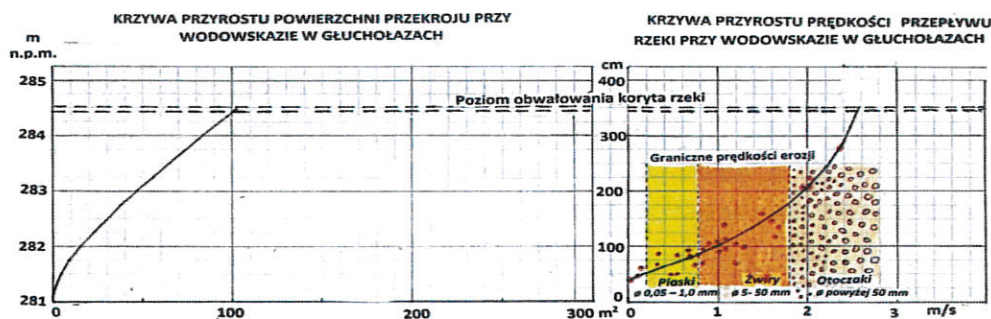 KRZYWA PRZYROSTU POWIERZCHNI PRZEKROJU PRZY
WODOWSKAZIE W GŁUCHOŁAZACH
m
n.p.m.
285
284
283
282
281
Poziom obwałowania koryta rzeki
100
200
300 m²
KRZYWA PRZYROSTU PRĘDKOŚCI PRZEPŁYWU
RZEKI PRZY WODOWSKAZIE W GŁUCHOŁAZACH
cm
400
300
200
100
0
Graniczne prędkości erozji
Piaski Żwiry Otoczaki
ø 0,05 – 1,0 mm ø 5- 50 mm ø powyżej 50 mm
1 2 3 m/s